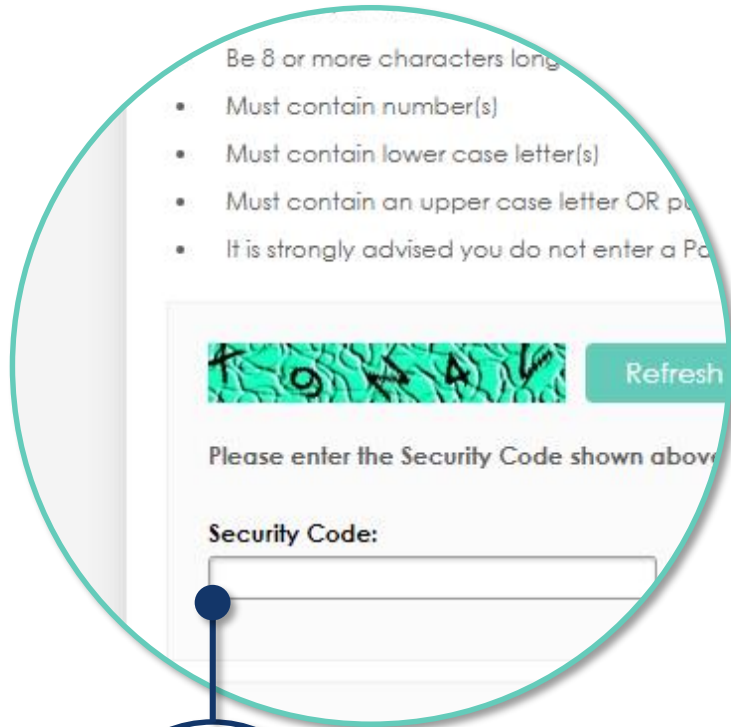 Be 8 or more characters long
• Must contain number(s)
• Must contain lower case letter(s)
• Must contain an upper case letter OR
• It is strongly advised you do not enter a
Refresh
Please enter the Security Code shown above
Security Code: